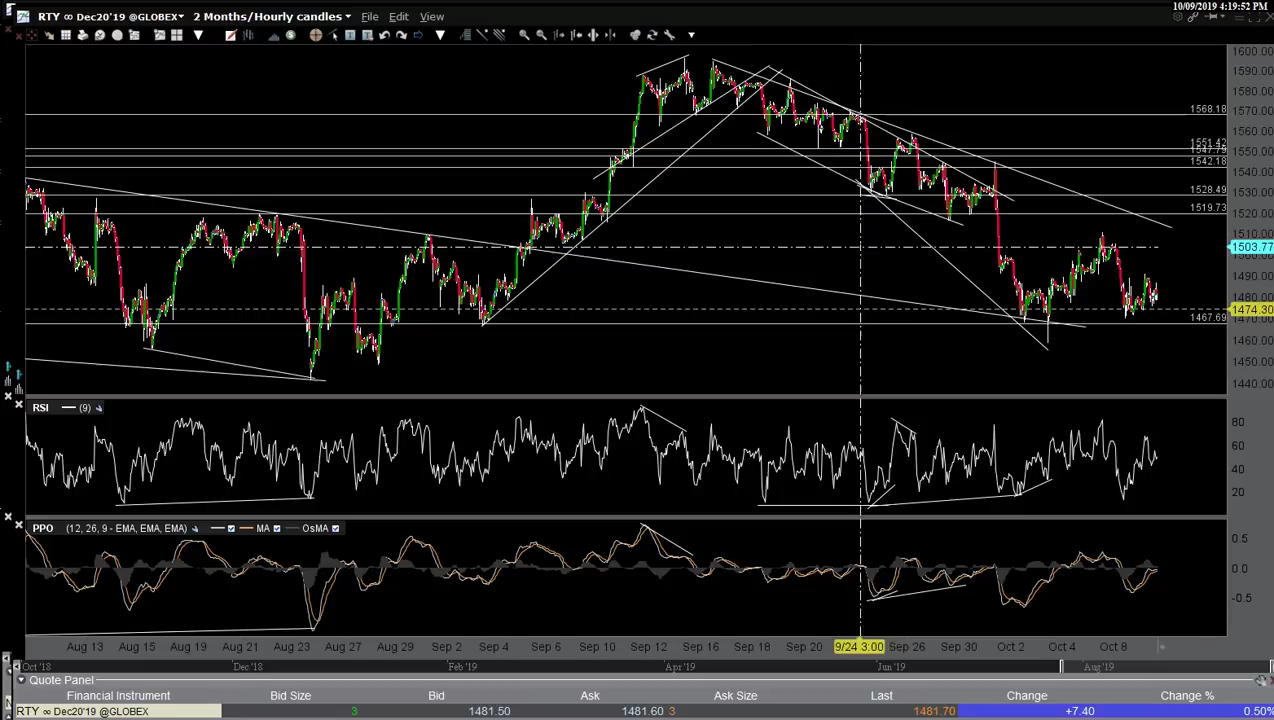 10/09/2019 4:19:52 PM
RTY ∞ Dec20'19 @GLOBEX▾ 2 Months/Hourly candles ▾ File Edit View
1600.00
1590.00
1580.00
1568.18 1570.00
1560.00
1551.42 1550.00
1547.79
1542.18 1540.00
1528.49 1530.00
1519.73 1520.00
1510.00
1503.77
1490.00
1480.00
1474.30
1467.69 1470.00
1460.00
1450.00
1440.00
RSI (9)
80
60
40
20
PPO (12, 26, 9 - EMA, EMA, EMA) MA OsMA
0.5
0.0
-0.5
Aug 13 Aug 15 Aug 19 Aug 21 Aug 23 Aug 27 Aug 29 Sep 2 Sep 4 Sep 6 Sep 10 Sep 12 Sep 16 Sep 18 Sep 20 9/24 3:00 Sep 26 Sep 30 Oct 2 Oct 4 Oct 8
Oct '18 Dec '18 Feb '19 Apr '19 Jun '19 Aug '19
Quote Panel
Financial Instrument Bid Size Bid Ask Ask Size Last Change Change %
RTY ∞ Dec20'19 @GLOBEX 3 1481.50 1481.60 3 1481.70 +7.40 0.50%